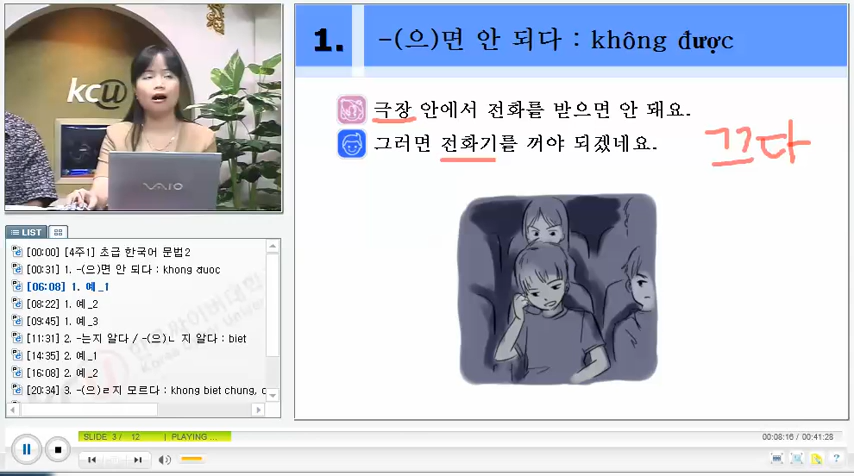 kcu
VAIO
LIST
[00:00] [4주1] 초급 한국어 문법2
[00:31] 1. -(으)면 안 되다 : khong duoc
[06:08] 1. 예_1
[08:22] 1. 예_2
[09:45] 1. 예_3
[11:31] 2. -는지 알다 / -(으)ㄴ 지 알다 : biet
[14:35] 2. 예_1
[16:08] 2. 예_2
[20:34] 3. -(으)ㄹ지 모르다 : khong biet chung, c
1. -(으)면 안 되다 : không được
극장 안에서 전화를 받으면 안 돼요.
그러면 전화기를 꺼야 되겠네요.
끄다
SLIDE: 3 / 12 | PLAYING ...
00:08:16 / 00:41:28